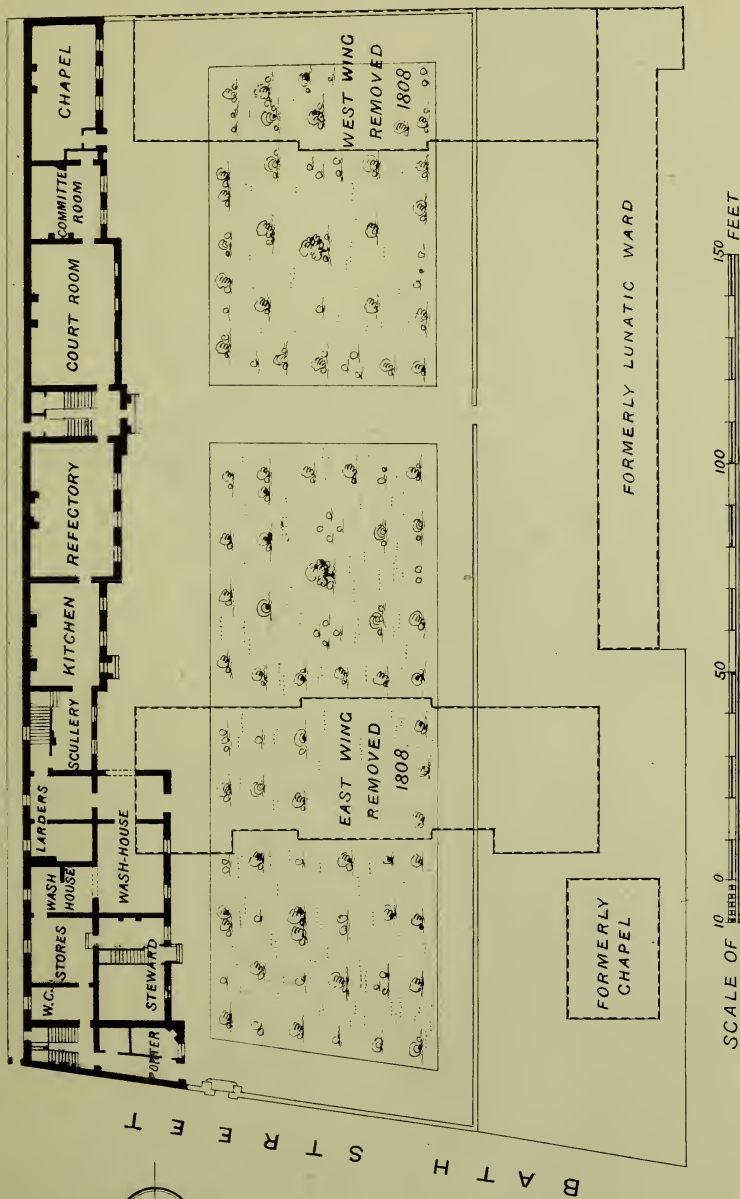 CHAPEL
COMMITTEE
ROOM
COURT ROOM
REFECTORY
KITCHEN
SCULLERY
LARDERS
WASH
HOUSE
WASH-HOUSE
STORES
W.C.
STEWARD
PORTER
WEST WING
REMOVED
1808
EAST WING
REMOVED
1808
FORMERLY LUNATIC WARD
FORMERLY
CHAPEL
BATH STREET
SCALE OF 10 0 50 100 150 FEET